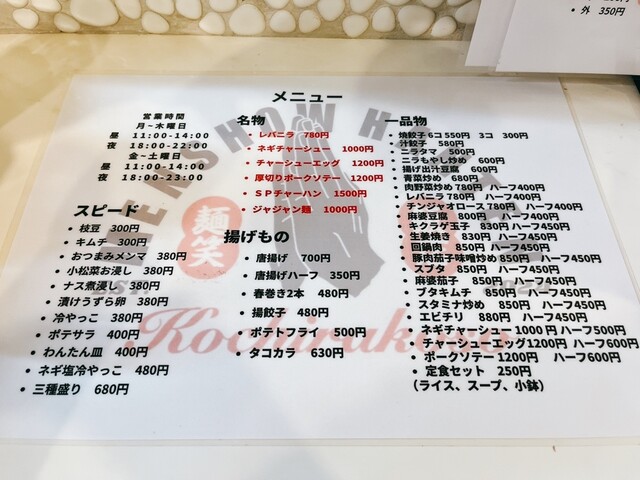 ・外 350円
メニュー
営業時間
月~木曜日
昼 11:00-14:00
夜 18:00-22:00
金~土曜日
昼 11:00-14:00
夜 18:00-23:00
スピード
・枝豆 300円
・キムチ 300円
・おつまみメンマ 380円
・小松菜お浸し 380円
・ナス煮浸し 380円
・漬けうずら卵 380円
・冷やっこ 380円
・ポテサラ 400円
・わんたん皿 400円
・ネギ塩冷やっこ 480円
・三種盛り 680円
名物
・レバニラ 780円
・ネギチャーシュー 1000円
・チャーシューエッグ 1200円
・厚切りポークソテー 1200円
・SPチャーハン 1500円
・ジャジャン麺 1000円
揚げもの
・唐揚げ 700円
・唐揚げハーフ 350円
・春巻き2本 480円
・揚餃子 480円
・ポテトフライ 500円
・タコカラ 630円
一品物
・焼餃子 6コ 550円 3コ 300円
・汁餃子 580円
・ニラタマ 500円
・ニラもやし炒め 600円
・揚げ出汁豆腐 600円
・青菜炒め 680円
・肉野菜炒め 780円 ハーフ400円
・レバニラ 780円 ハーフ400円
・チンジャオロース 780円 ハーフ400円
・麻婆豆腐 800円 ハーフ400円
・キクラゲ玉子 830円 ハーフ450円
・生姜焼き 830円 ハーフ450円
・回鍋肉 850円 ハーフ450円
・豚肉茄子味噌炒め 850円 ハーフ450円
・スブタ 850円 ハーフ450円
・麻婆茄子 850円 ハーフ450円
・ブタキムチ 850円 ハーフ450円
・スタミナ炒め 850円 ハーフ450円
・エビチリ 880円 ハーフ450円
・ネギチャーシュー 1000円 ハーフ500円
・チャーシューエッグ1200円 ハーフ600円
・ポークソテー 1200円 ハーフ600円
・定食セット 250円
（ライス、スープ、小鉢）
麺笑